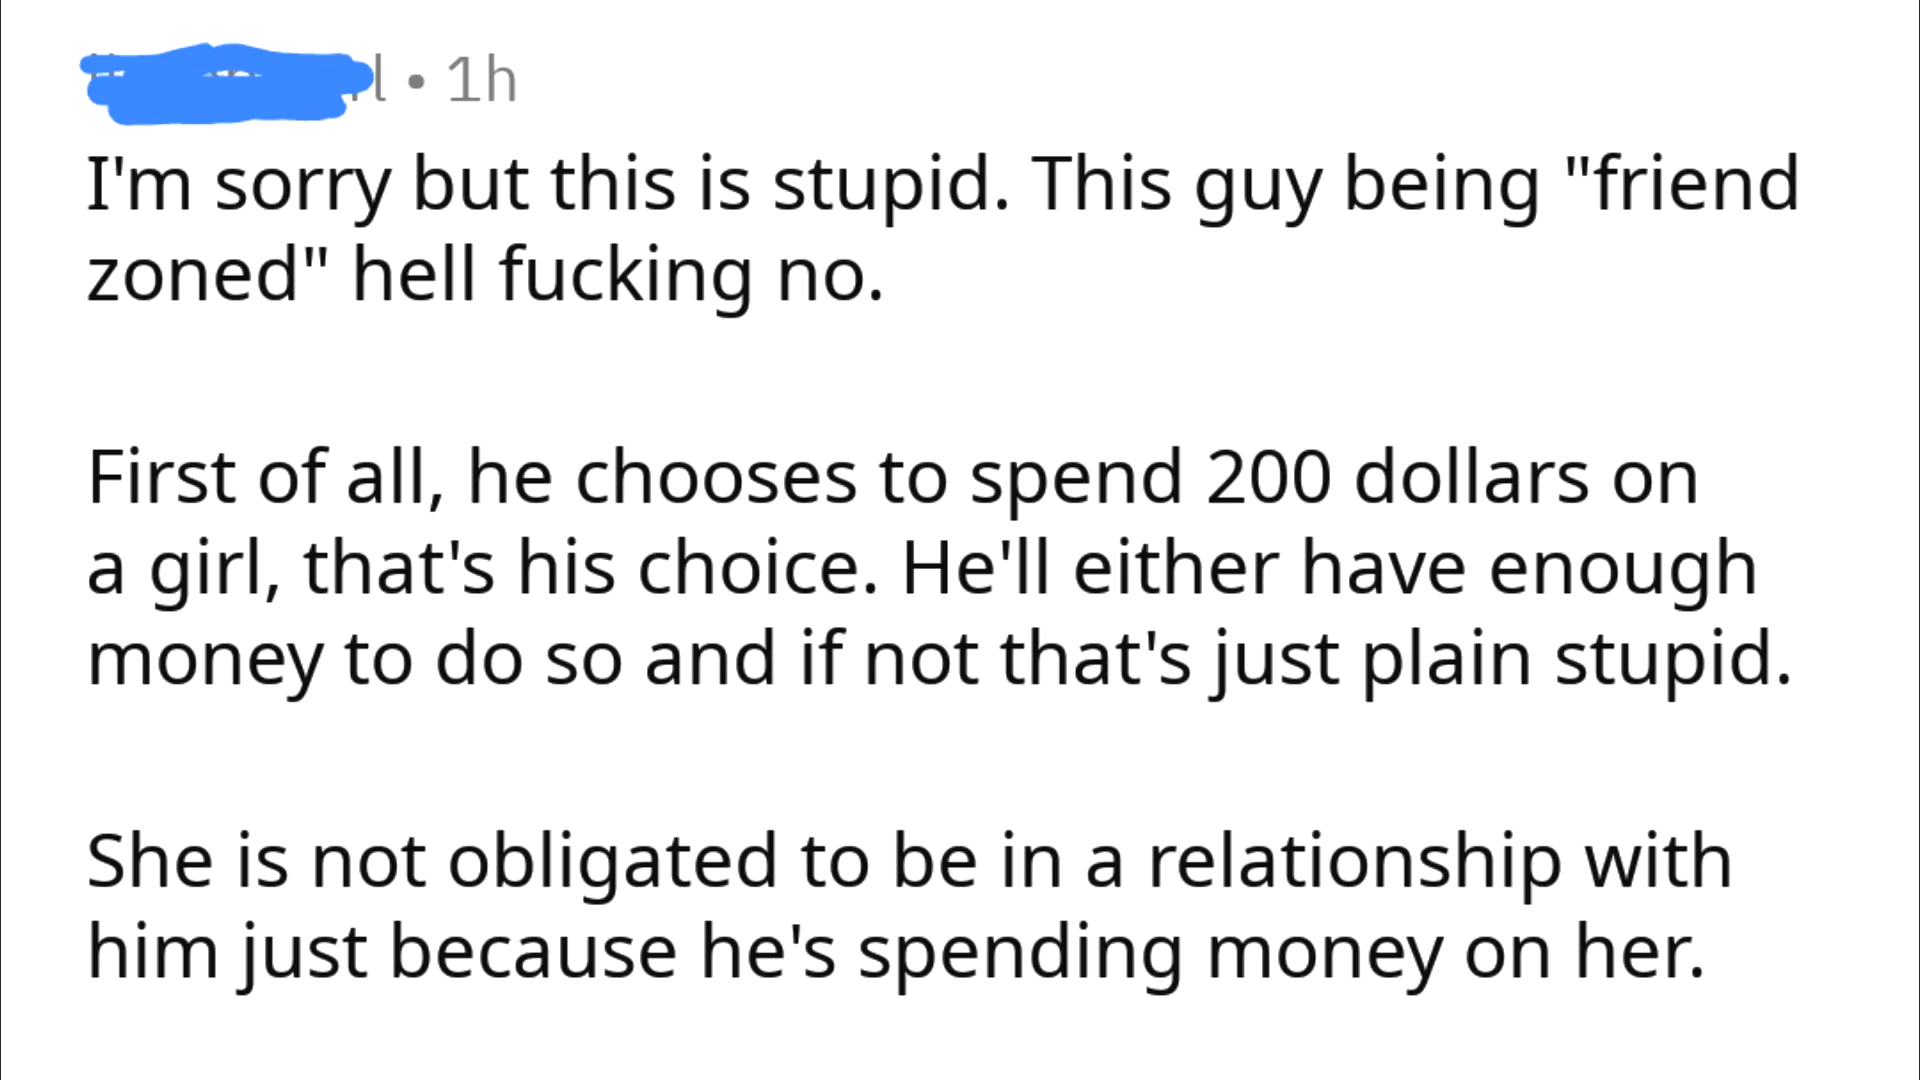 • 1h
I'm sorry but this is stupid. This guy being "friend
zoned" hell fucking no.
First of all, he chooses to spend 200 dollars on
a girl, that's his choice. He'll either have enough
money to do so and if not that's just plain stupid.
She is not obligated to be in a relationship with
him just because he's spending money on her.